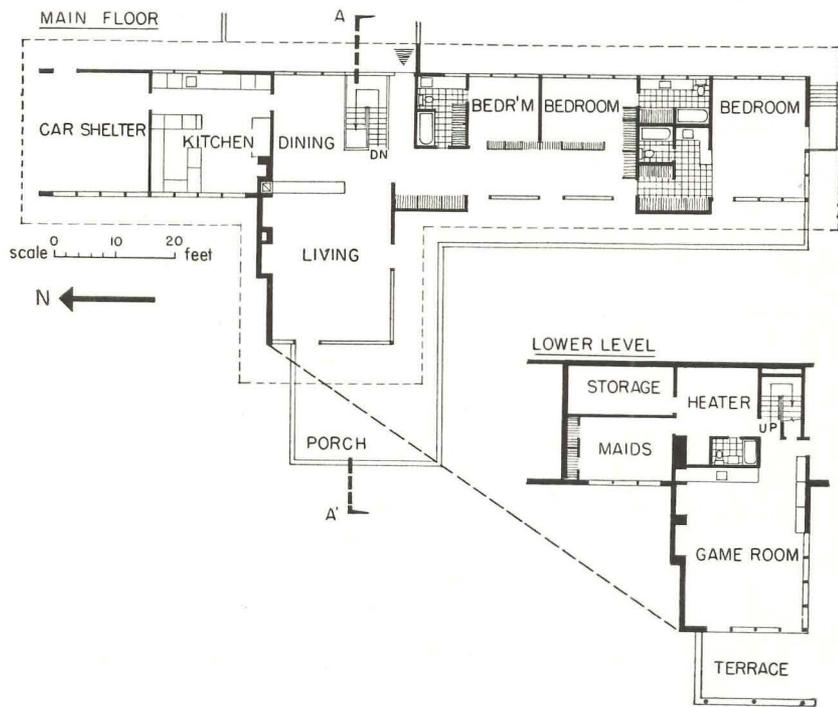 MAIN FLOOR
A
CAR SHELTER
KITCHEN
DINING
DN
BEDR'M
BEDROOM
BEDROOM
scale 0 10 20 feet
LIVING
N
PORCH
A'
LOWER LEVEL
STORAGE
HEATER
UP
MAIDS
GAME ROOM
TERRACE